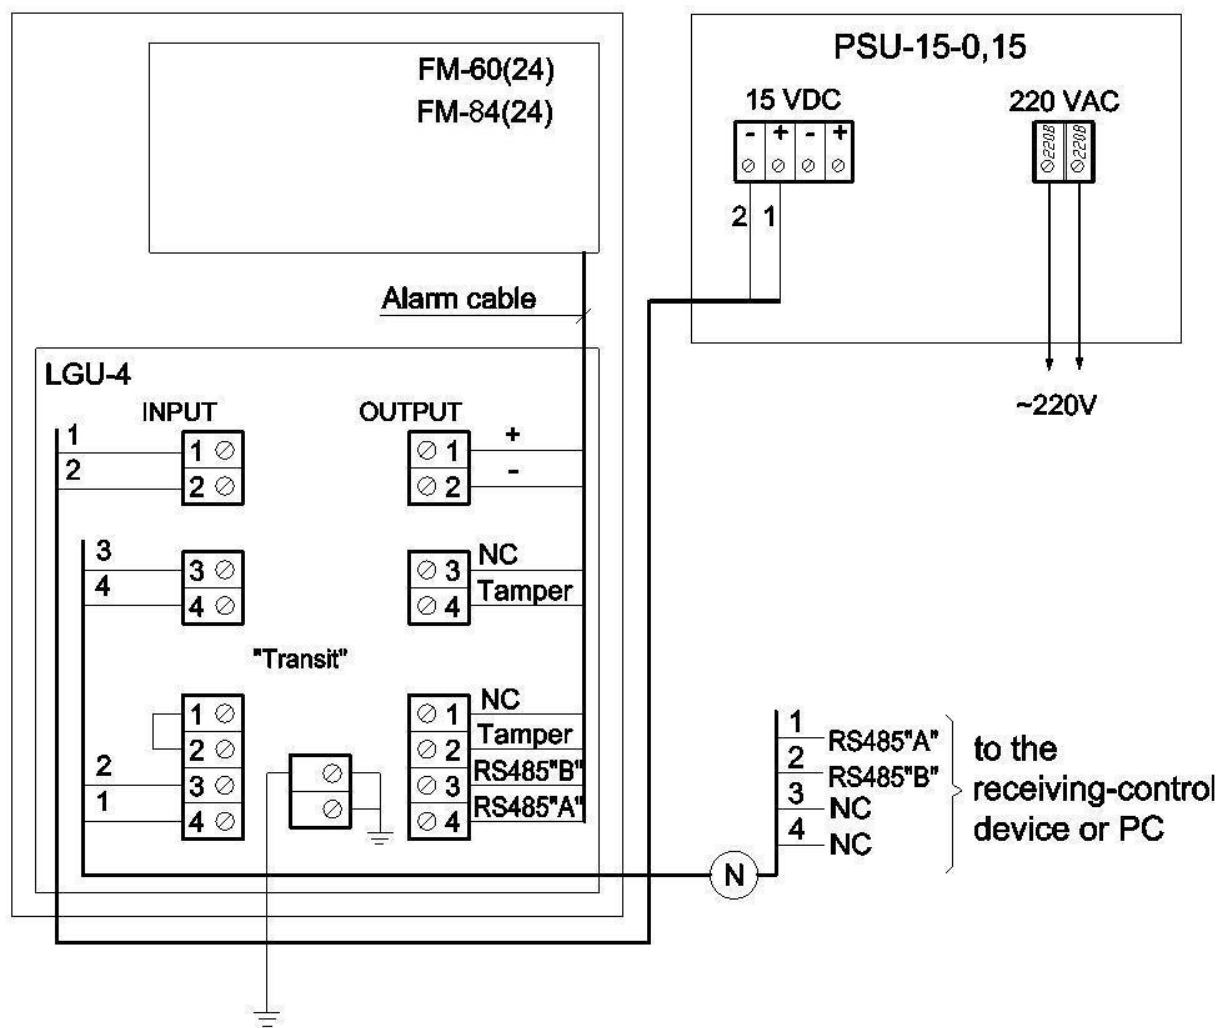 FM-60(24)
FM-84(24)
Alarm cable
PSU-15-0,15
15 VDC
220 VAC
- + - +
220В 220В
2 1
~220V
LGU-4
INPUT OUTPUT
1 1 1 +
2 2 2 -
3 3 3 NC
4 4 4 Tamper
"Transit"
1 1 NC
2 2 Tamper
2 3 3 RS485"B"
1 4 4 RS485"A"
N
1 RS485"A"
2 RS485"B"
3 NC
4 NC
to the
receiving-control
device or PC